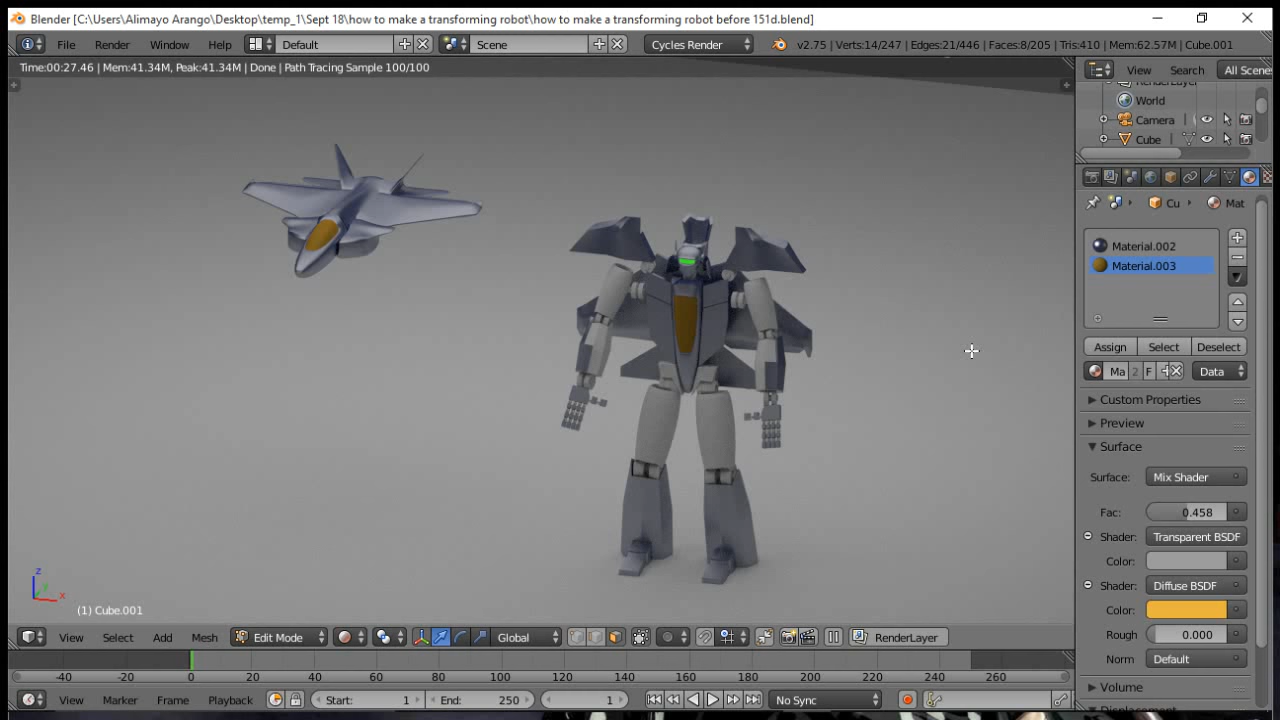 Blender [C:\Users\Alimayo Arango\Desktop\temp_1\Sept 18\how to make a transforming robot\how to make a transforming robot before 151d.blend]
File Render Window Help Default Scene Cycles Render v2.75 | Verts:14/247 | Edges:21/446 | Faces:8/205 | Tris:410 | Mem:62.57M | Cube.001
Time:00:27.46 | Mem:41.34M, Peak:41.34M | Done | Path Tracing Sample 100/100
View Search All Scene
RenderLayer
World
Camera
Cube
Cu Mat
Material.002
Material.003
Assign Select Deselect
Ma 2 F Data
Custom Properties
Preview
Surface
Surface: Mix Shader
Fac: 0.458
Shader: Transparent BSDF
Color:
Shader: Diffuse BSDF
Color:
Rough 0.000
Norm Default
Volume
z
y
x
(1) Cube.001
View Select Add Mesh Edit Mode Global RenderLayer
-40 -20 0 20 40 60 80 100 120 140 160 180 200 220 240 260
View Marker Frame Playback Start: 1 End: 250 1 No Sync